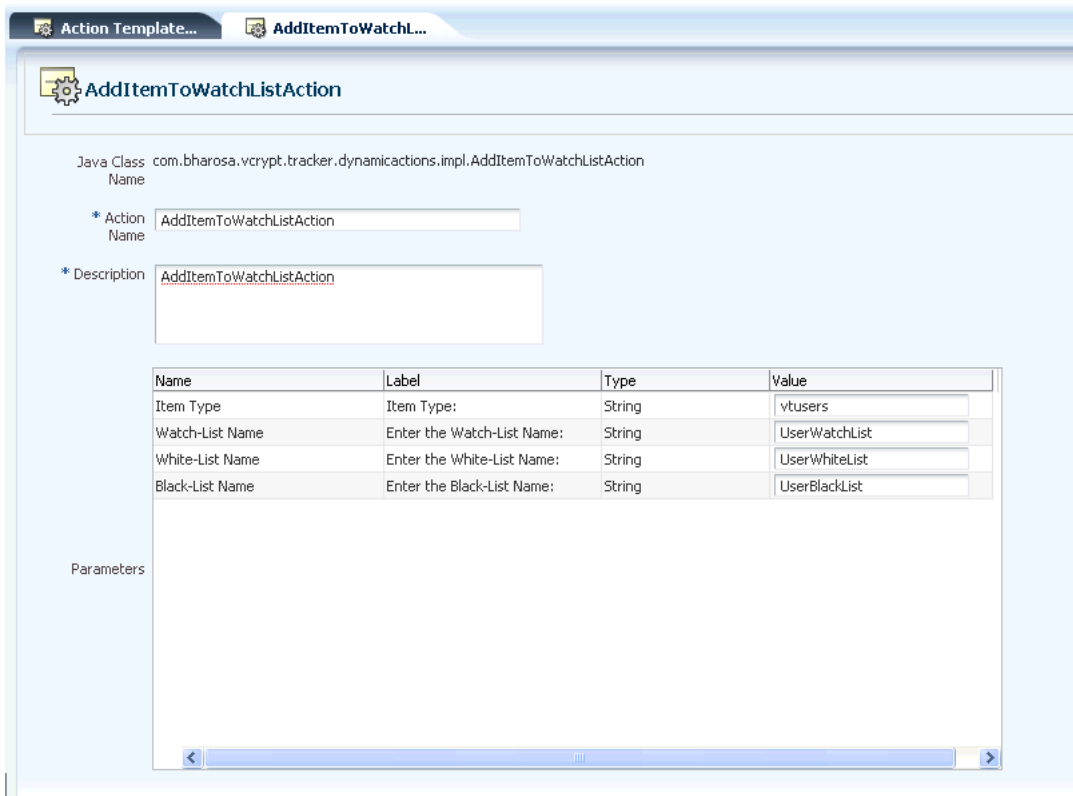 Action Template... AddItemToWatchL...
AddItemToWatchListAction
Java Class Name com.bharosa.vcrypt.tracker.dynamicactions.impl.AddItemToWatchListAction
* Action Name AddItemToWatchListAction
* Description AddItemToWatchListAction
Name Label Type Value
Item Type Item Type: String vtusers
Watch-List Name Enter the Watch-List Name: String UserWatchList
White-List Name Enter the White-List Name: String UserWhiteList
Black-List Name Enter the Black-List Name: String UserBlackList
Parameters